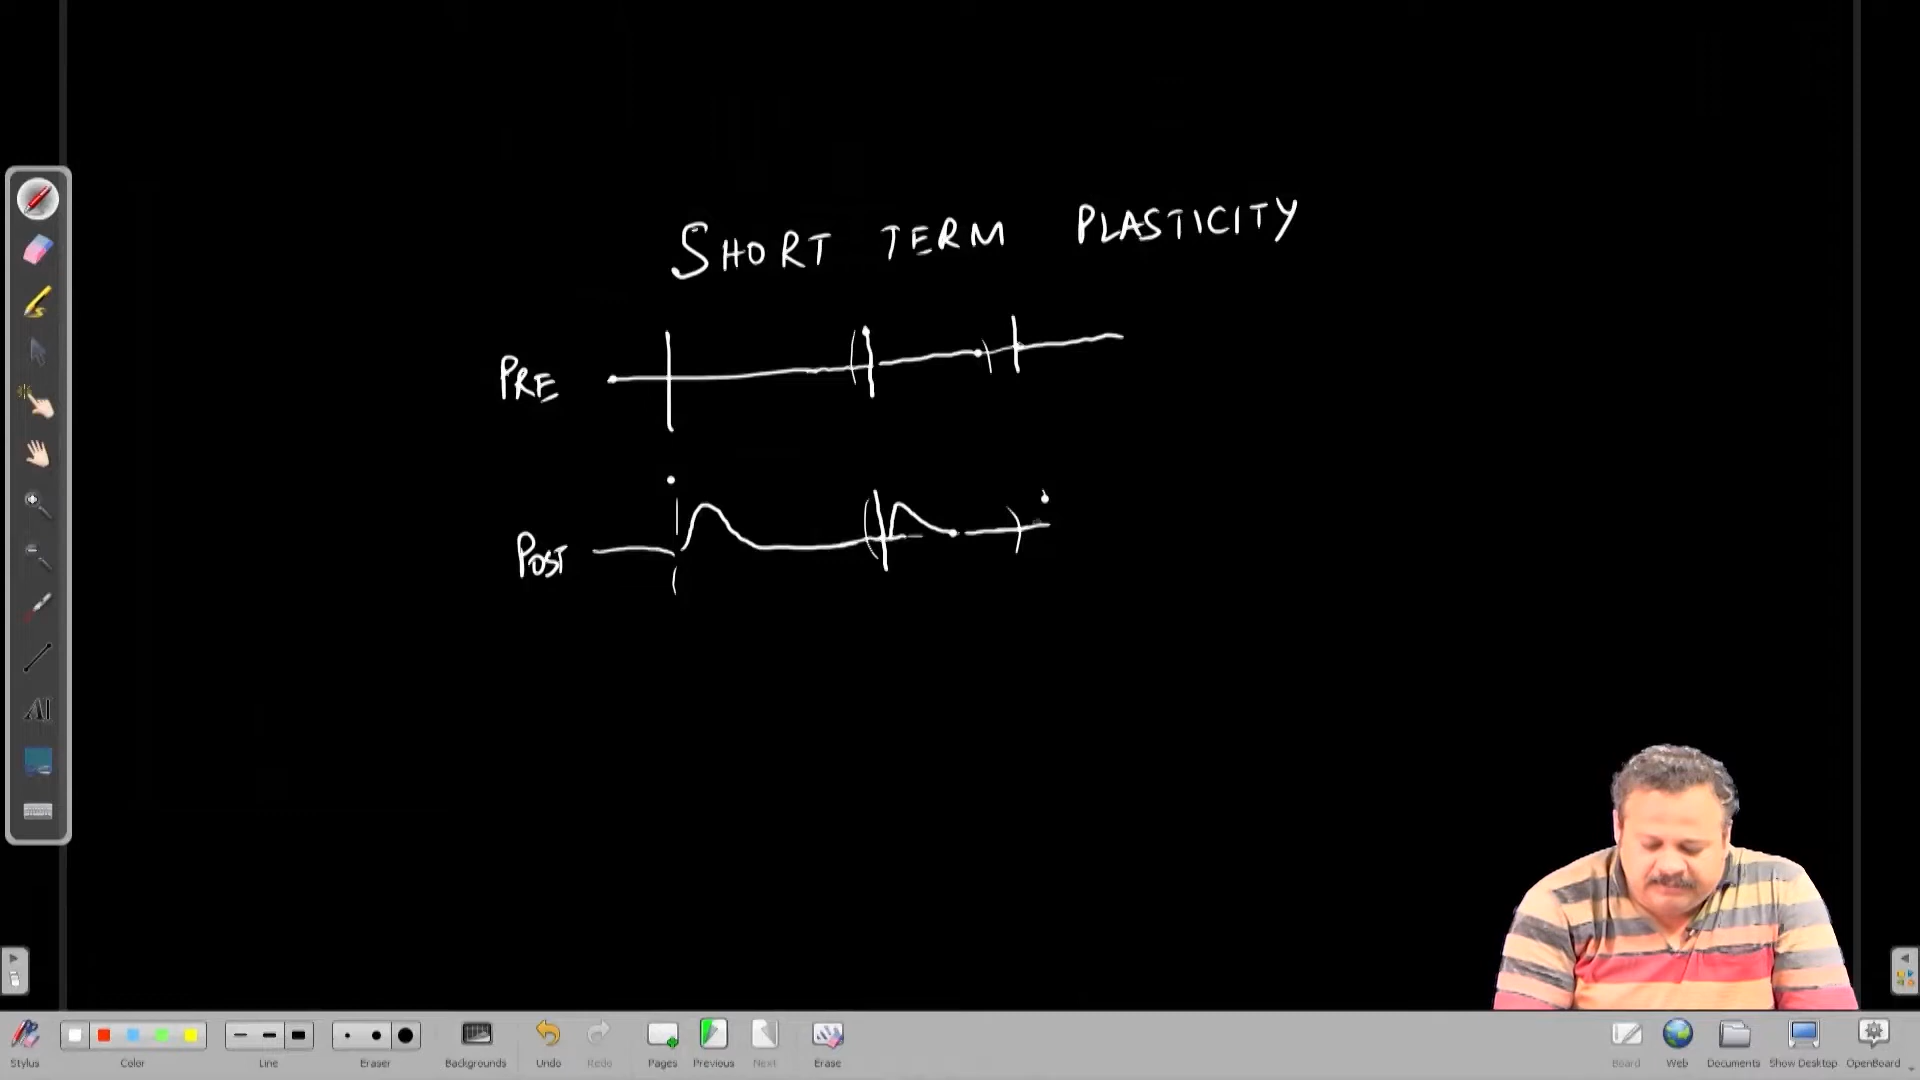 SHORT TERM PLASTICITY
PRE
POST
AI
Stylus
Color
Line
Eraser
Backgrounds
Undo
Redo
Pages
Previous
Next
Erase
Board
Web
Documents
Show Desktop
OpenBoard